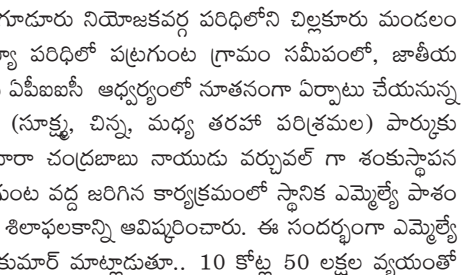 గూడూరు నియోజకవర్గ పరిధిలోని చిల్లకూరు మండలం
పరిధిలో పట్రగుంట గ్రామం సమీపంలో, జాతీయ
ఏపీఐఐసీ ఆధ్వర్యంలో నూతనంగా ఏర్పాటు చేయనున్న
(సూక్ష్మ, చిన్న, మధ్య తరహా పరిశ్రమల) పార్కుకు
నారా చంద్రబాబు నాయుడు వర్చువల్ గా శంకుస్థాపన
గుంట వద్ద జరిగిన కార్యక్రమంలో స్థానిక ఎమ్మెల్యే పాశం
శిలాఫలకాన్ని ఆవిష్కరించారు. ఈ సందర్భంగా ఎమ్మెల్యే
కుమార్ మాట్లాడుతూ.. 10 కోట్ల 50 లక్షల వ్యయంతో